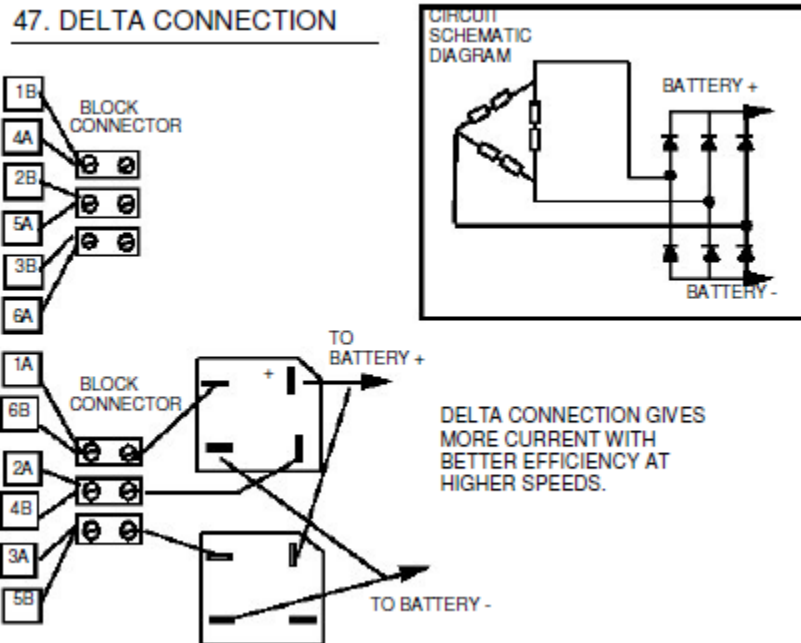 47. DELTA CONNECTION
CIRCUIT
SCHEMATIC
DIAGRAM
BATTERY +
BATTERY -
1B
4A
2B
5A
3B
6A
BLOCK
CONNECTOR
1A
6B
2A
4B
3A
5B
BLOCK
CONNECTOR
+
TO
BATTERY +
DELTA CONNECTION GIVES
MORE CURRENT WITH
BETTER EFFICIENCY AT
HIGHER SPEEDS.
TO BATTERY -